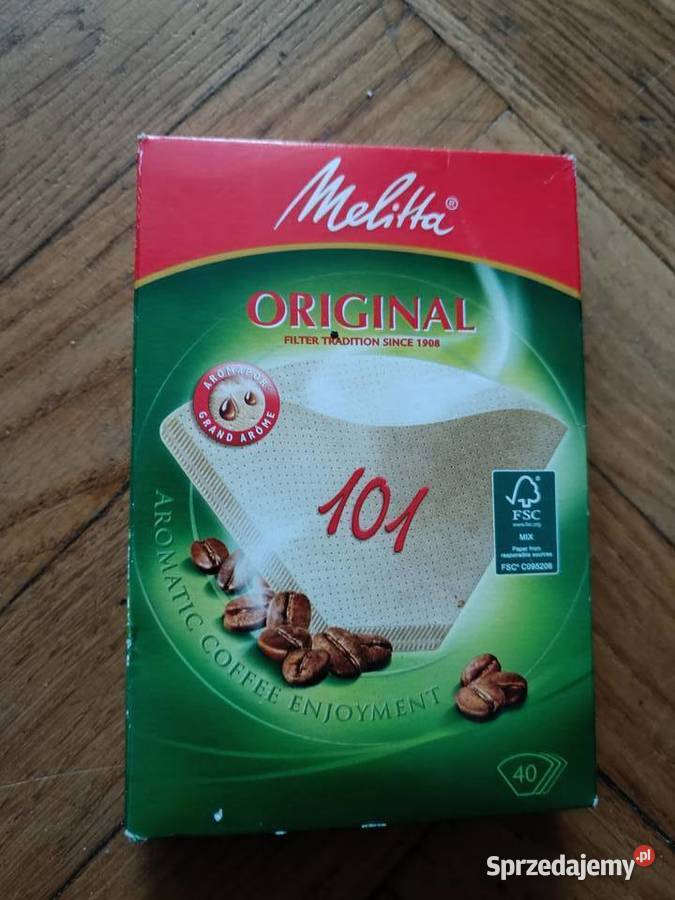 Melitta®
ORIGINAL
FILTER TRADITION SINCE 1908
AROMAPOR
GRAND ARÔME
101
FSC
www.fsc.org
MIX
Paper from
responsible sources
FSC® C095206
AROMATIC COFFEE ENJOYMENT
40
Sprzedajemy.pl